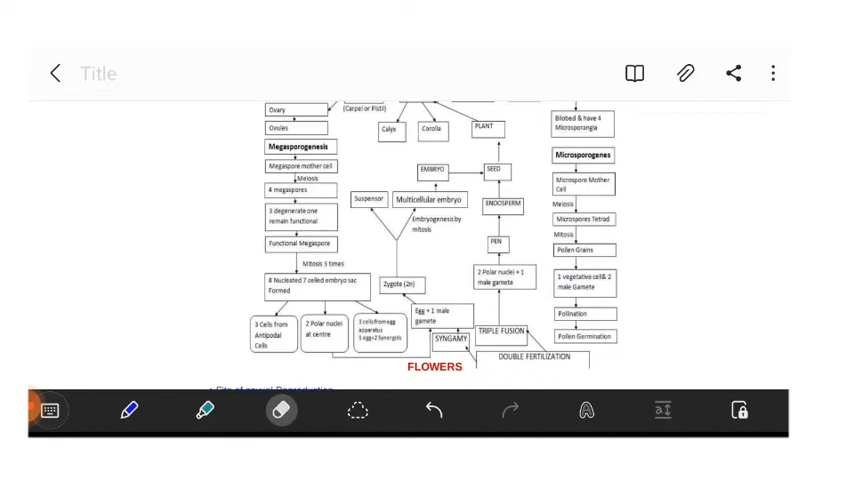 Title
Ovary
(Carpel or Pistil)
Ovules
Calyx
Corolla
PLANT
Bilobed & have 4
Microsporangia
Megasporogenesis
Microsporogenes
Megaspore mother cell
Meiosis
4 megaspores
3 degenerate one
remain functional
Functional Megaspore
Mitosis 3 times
8 Nucleated 7 celled embryo sac
Formed
3 Cells from
Antipodal
Cells
2 Polar nuclei
at centre
3 cells from egg
apparatus
1 egg+2 Synergids
EMBRYO
SEED
Suspensor
Multicellular embryo
Embryogenesis by
mitosis
ENDOSPERM
PEN
Zygote (2n)
2 Polar nuclei + 1
male gamete
Egg + 1 male
gamete
SYNGAMY
TRIPLE FUSION
DOUBLE FERTILIZATION
Microspore Mother
Cell
Meiosis
Microspores Tetrad
Mitosis
Pollen Grains
1 vegetative cell& 2
male Gamete
Pollination
Pollen Germination
FLOWERS